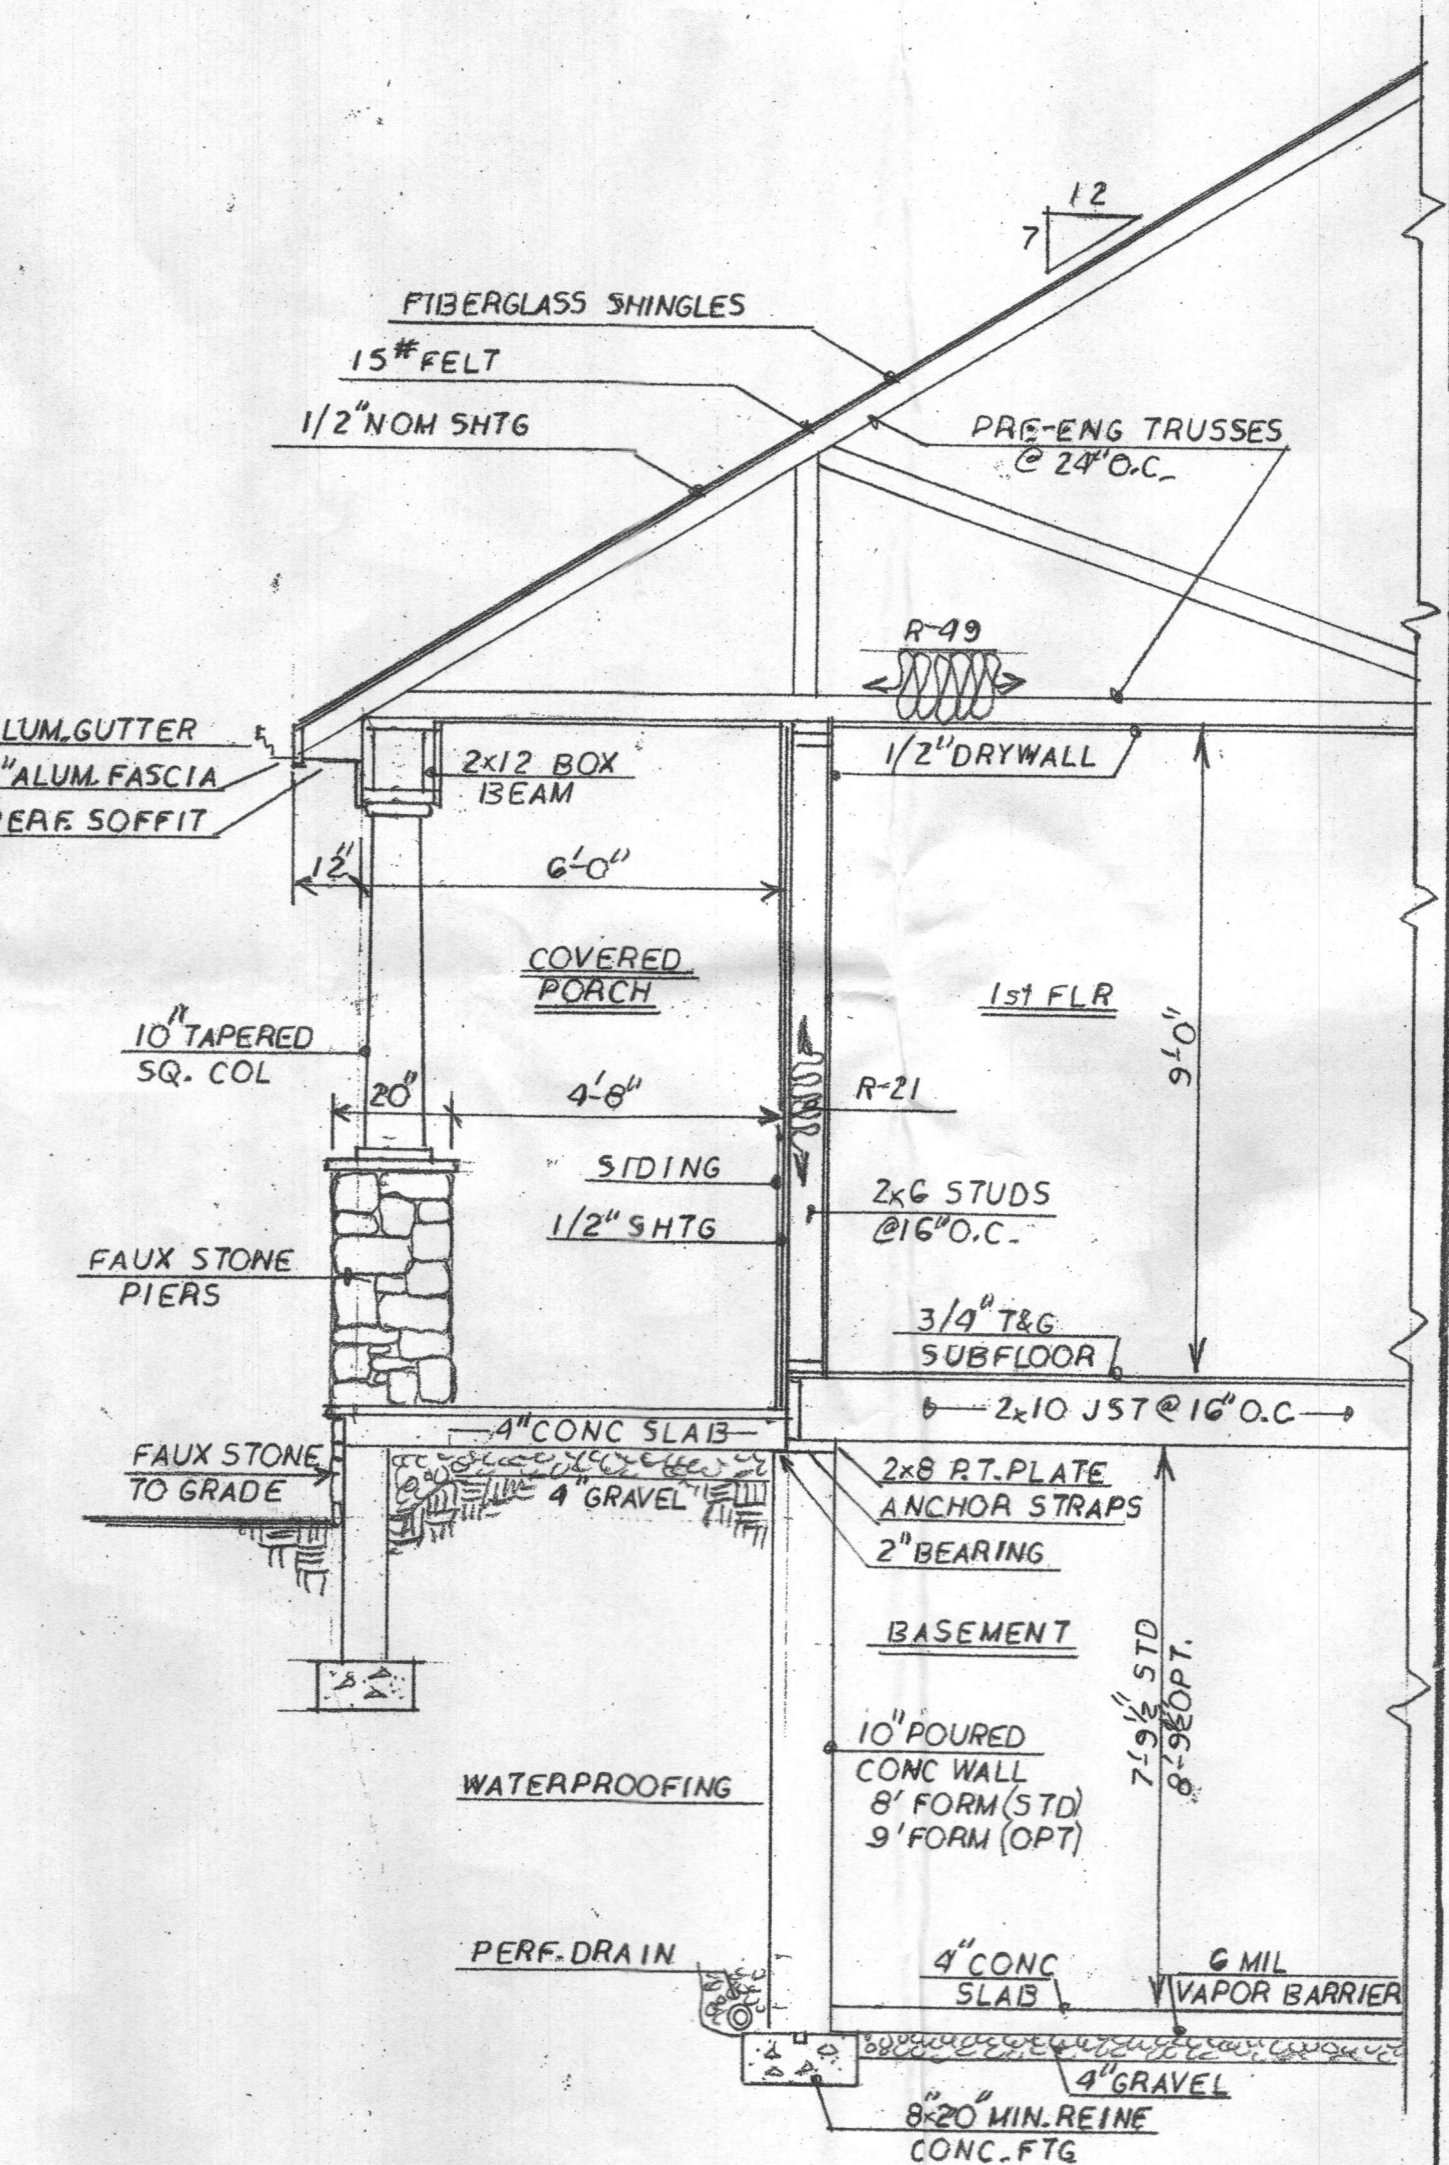 12
7
FIBERGLASS SHINGLES
15# FELT
1/2" NOM SHTG
PRE-ENG TRUSSES
@ 24" O.C.
R-49
LUM. GUTTER
"ALUM. FASCIA
PERF. SOFFIT
2x12 BOX
BEAM
1/2" DRYWALL
12"
6'-0"
COVERED
PORCH
1st FLR
9'-0"
10" TAPERED
SQ. COL
20"
4'-8"
R-21
SIDING
1/2" SHTG
2x6 STUDS
@16" O.C.
FAUX STONE
PIERS
3/4" T&G
SUBFLOOR
2x10 JST @ 16" O.C
4" CONC SLAB
FAUX STONE
TO GRADE
4" GRAVEL
2x8 P.T. PLATE
ANCHOR STRAPS
2" BEARING
BASEMENT
7'-9½" STD
8'-9½" OPT.
10" POURED
CONC WALL
8' FORM (STD)
9' FORM (OPT)
WATERPROOFING
PERF. DRAIN
4" CONC
SLAB
6 MIL
VAPOR BARRIER
4" GRAVEL
8"x20" MIN. REINF
CONC. FTG